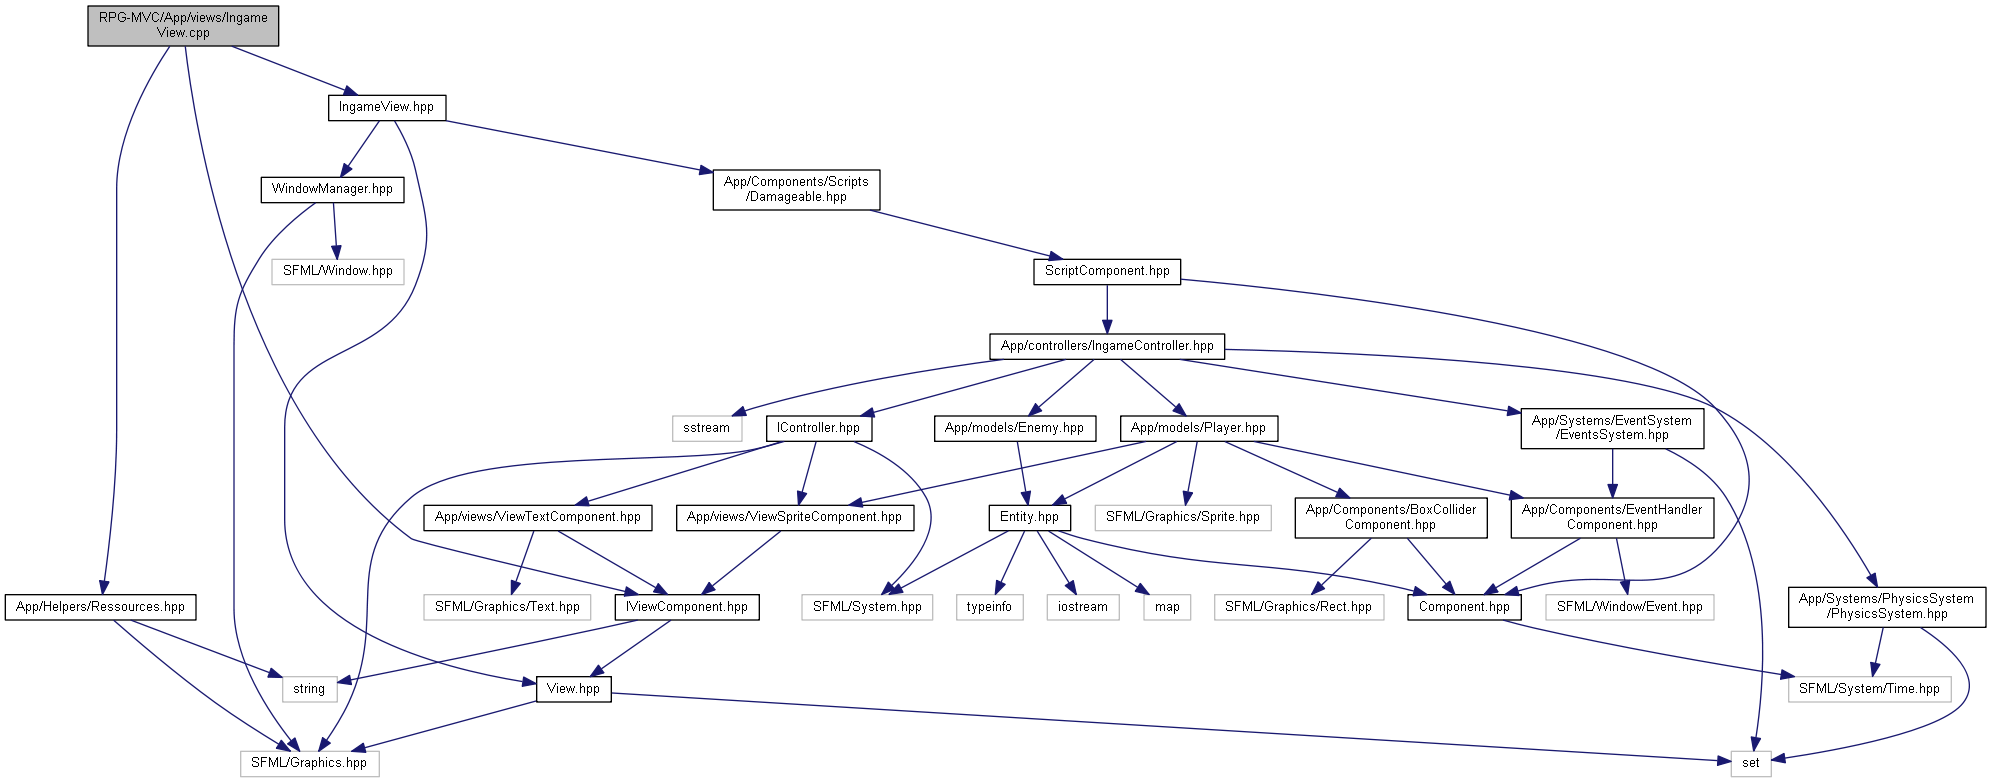 RPG-MVC/App/views/Ingame
View.cpp
IngameView.hpp
WindowManager.hpp
App/Components/Scripts
/Damageable.hpp
SFML/Window.hpp
ScriptComponent.hpp
App/controllers/IngameController.hpp
sstream
IController.hpp
App/models/Enemy.hpp
App/models/Player.hpp
App/Systems/EventSystem
/EventsSystem.hpp
App/views/ViewTextComponent.hpp
App/views/ViewSpriteComponent.hpp
Entity.hpp
SFML/Graphics/Sprite.hpp
App/Components/BoxCollider
Component.hpp
App/Components/EventHandler
Component.hpp
App/Helpers/Ressources.hpp
SFML/Graphics/Text.hpp
IViewComponent.hpp
SFML/System.hpp
typeinfo
iostream
map
SFML/Graphics/Rect.hpp
Component.hpp
SFML/Window/Event.hpp
App/Systems/PhysicsSystem
/PhysicsSystem.hpp
string
View.hpp
SFML/System/Time.hpp
SFML/Graphics.hpp
set